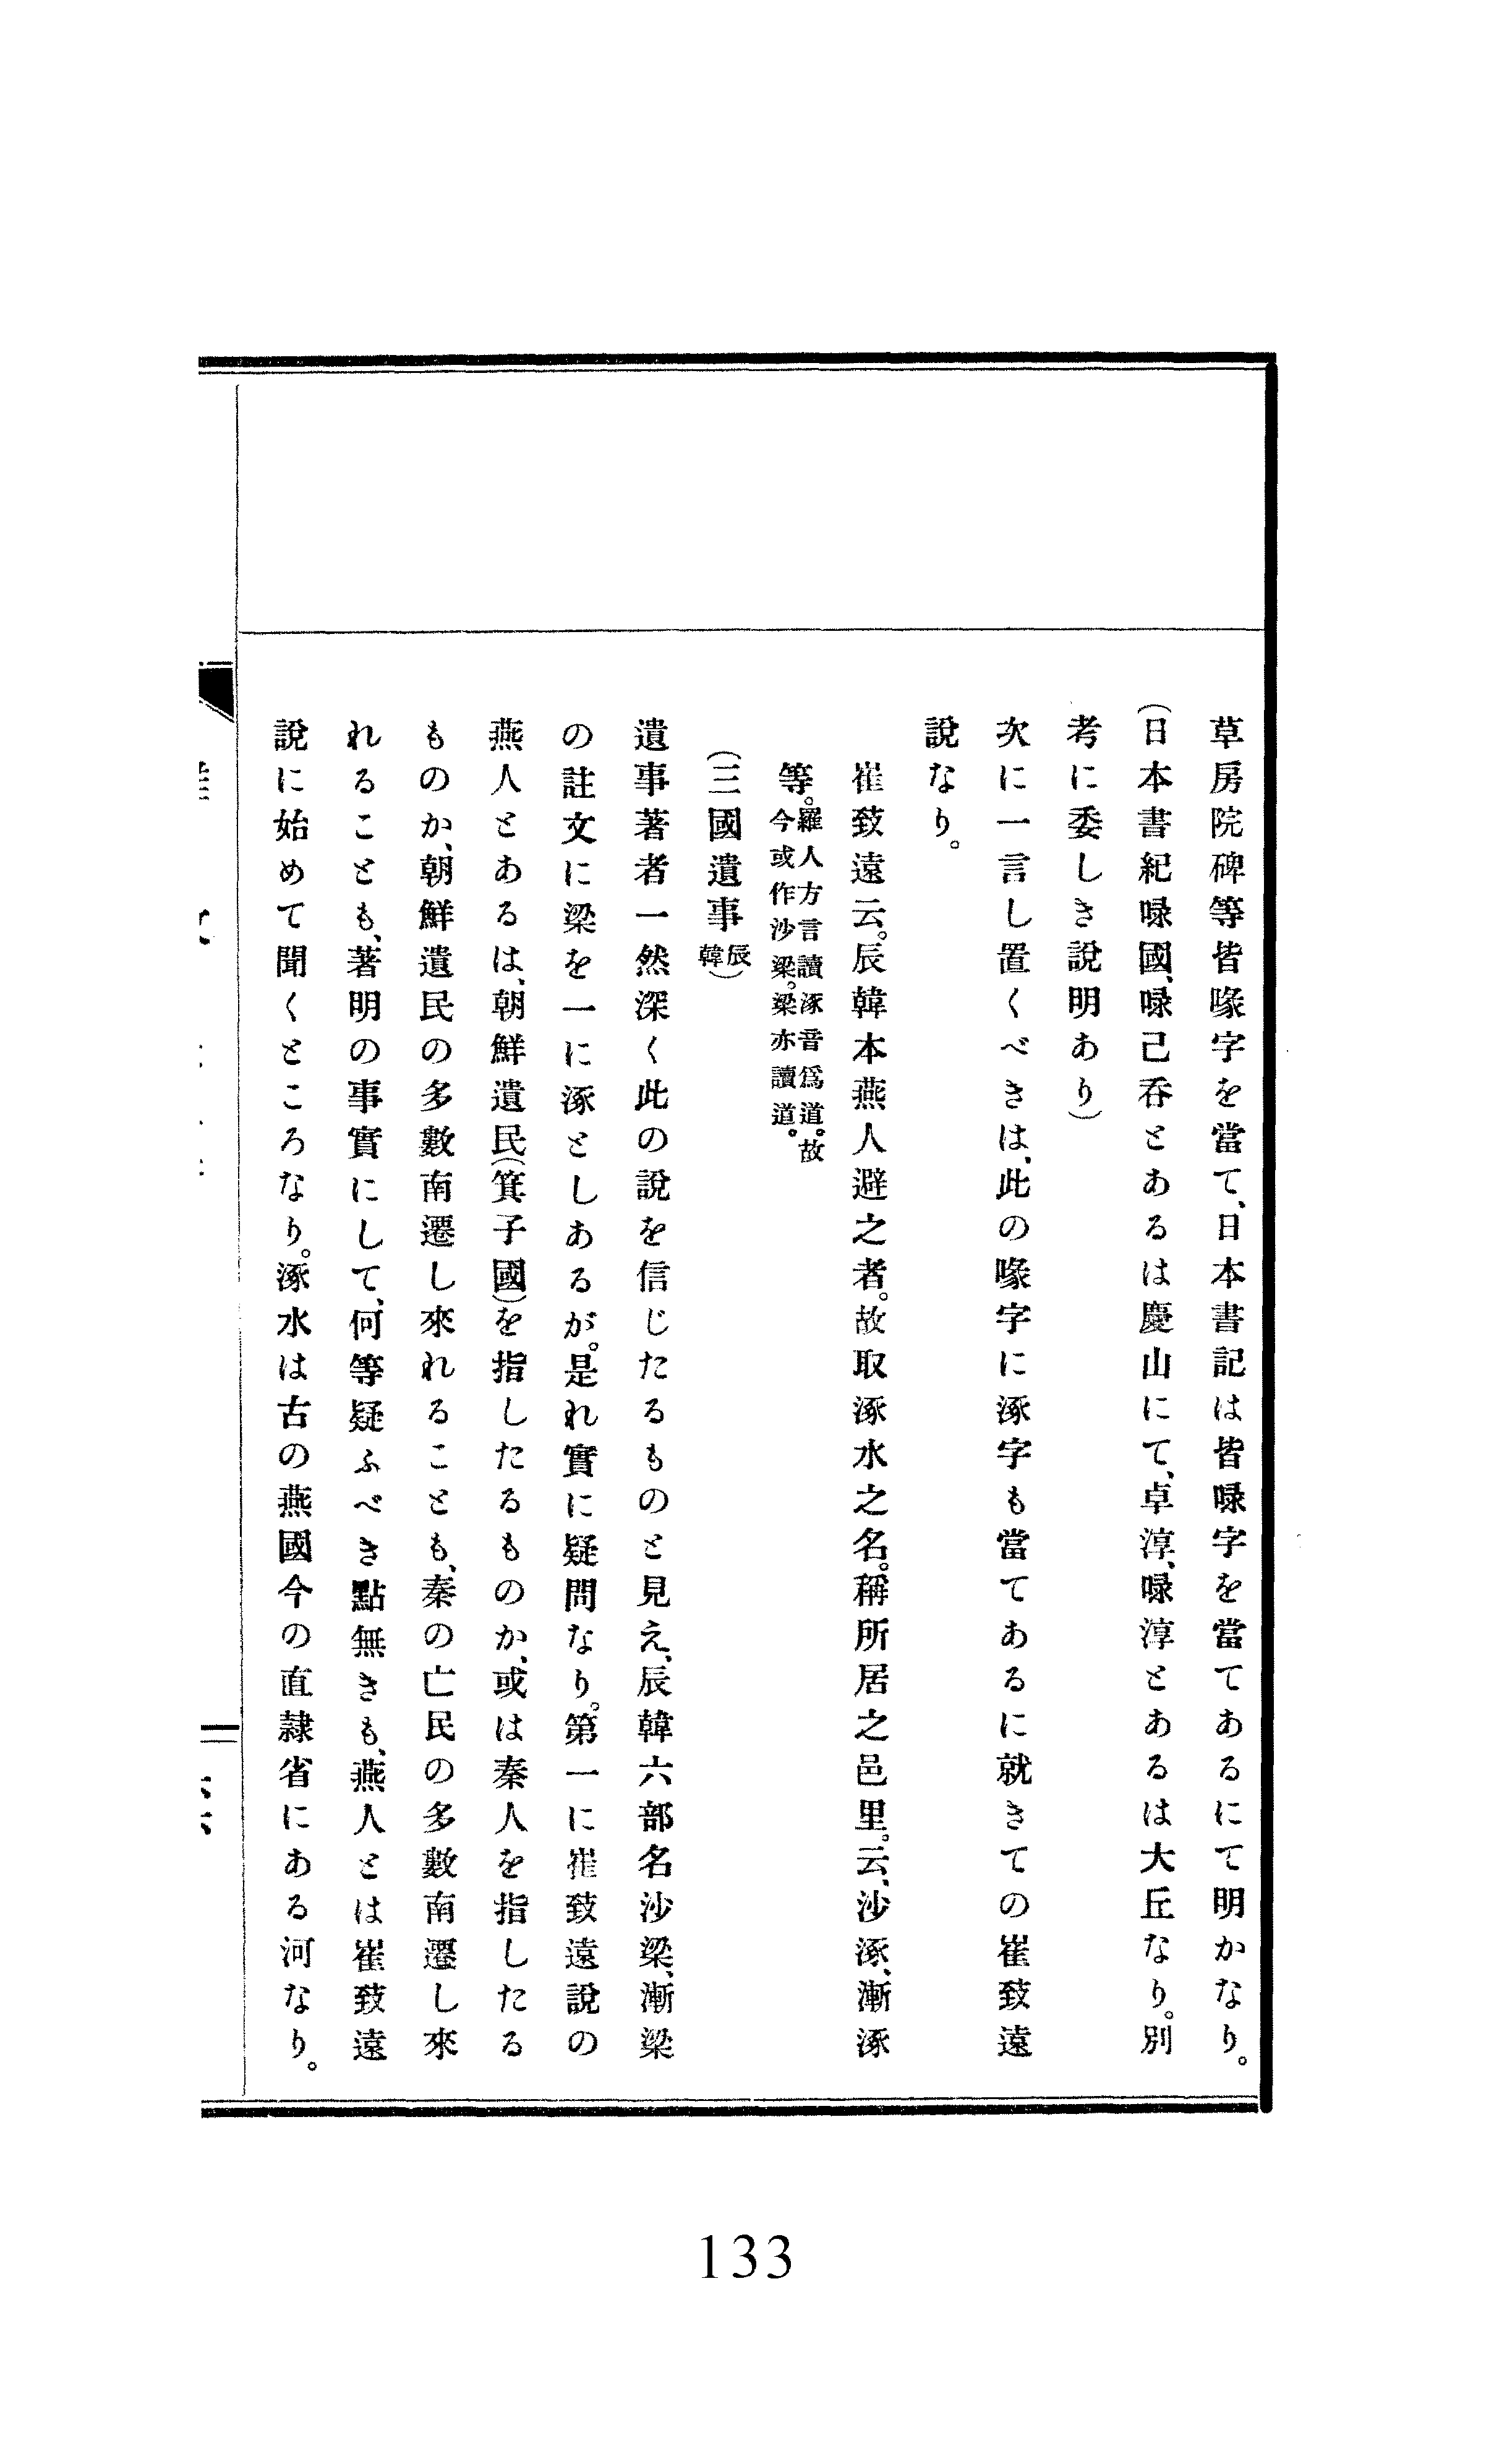 草房院碑等皆喙字を當て、日本書記は皆㖨字を當てあるにて明かなり。
(日本書紀㖨國、㖨己呑とあるは慶山にて、卓淳、㖨淳とあるは大丘なり。別
考に委しき說明あり)
次に一言し置くべきは、此の喙字に涿字も當てあるに就きての崔致遠
說なり。
崔致遠云。辰韓本燕人避之者。故取涿水之名。稱所居之邑里。云、沙涿、漸涿
等。羅人方言讀涿音爲道。故
今或作沙梁。梁亦讀道。
(三國遺事辰
韓)
遺事著者一然深く此の說を信じたるものと見え、辰韓六部名沙梁、漸梁
の註文に梁を一に涿としあるが。是れ實に疑問なり。第一に崔致遠說の
燕人とあるは、朝鮮遺民(箕子國)を指したるものか、或は秦人を指したる
ものか、朝鮮遺民の多數南遷し來れることも、秦の亡民の多數南遷し來
れることも、著明の事實にして、何等疑ふべき點無きも、燕人とは崔致遠
說に始めて聞くところなり。涿水は古の燕國今の直隷省にある河なり。
133